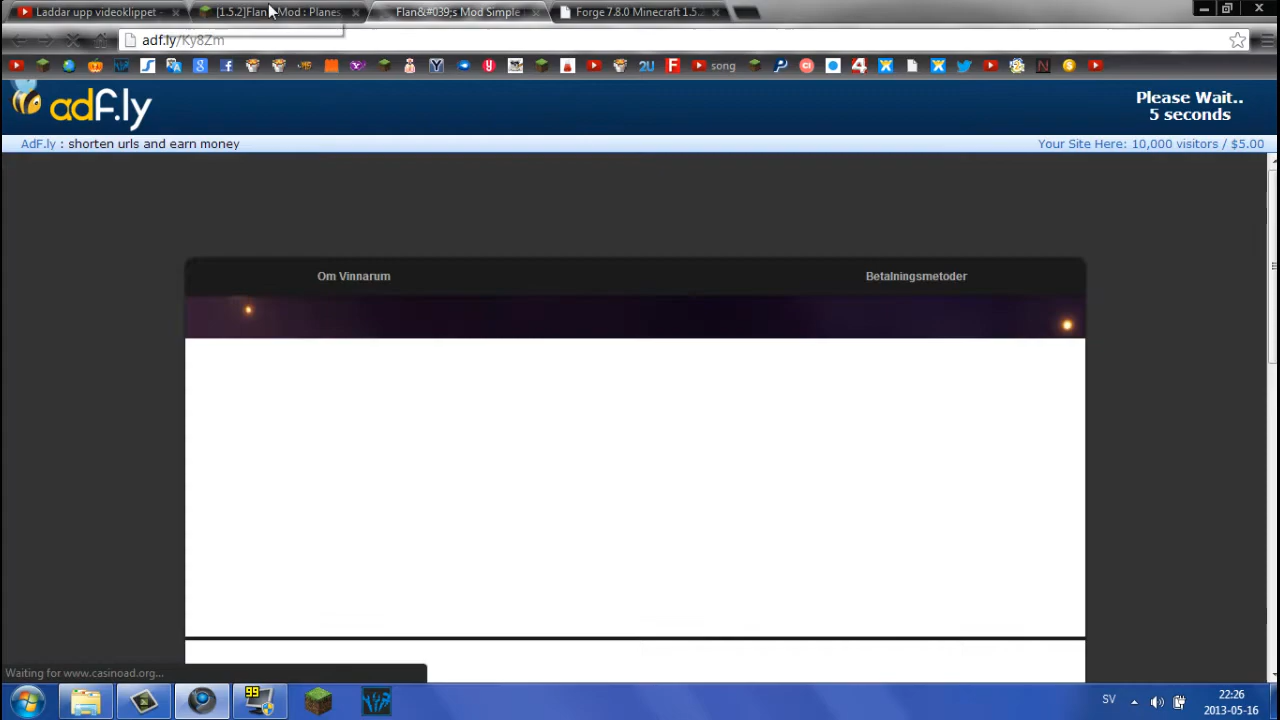 Laddar upp videoklippet
[1.5.2]Flan Mod : Planes
Flan&#039;s Mod Simple
Forge 7.8.0 Minecraft 1.5.
adf.ly/Ky8Zm
song
adf.ly
Please Wait..
5 seconds
AdF.ly : shorten urls and earn money
Your Site Here: 10,000 visitors / $5.00
Om Vinnarum
Betalningsmetoder
Waiting for www.casinoad.org...
99
SV
22:26
2013-05-16